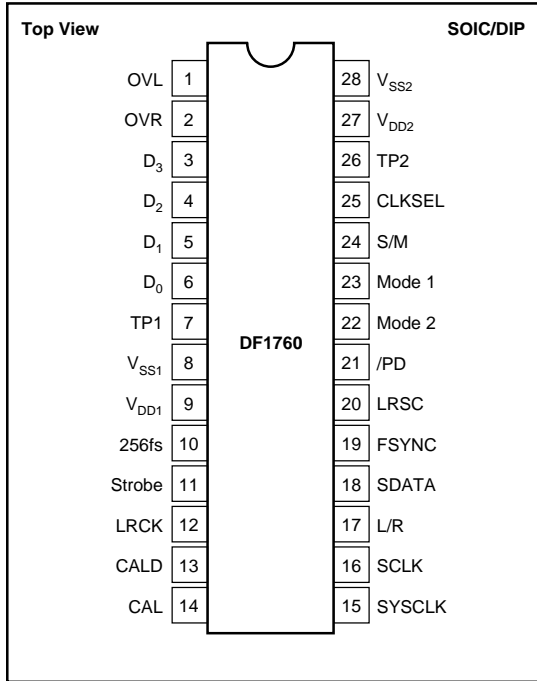 Top View SOIC/DIP
OVL 1 28 VSS2
OVR 2 27 VDD2
D3 3 26 TP2
D2 4 25 CLKSEL
D1 5 24 S/M
D0 6 23 Mode 1
TP1 7 22 Mode 2
DF1760
VSS1 8 21 /PD
VDD1 9 20 LRSC
256fs 10 19 FSYNC
Strobe 11 18 SDATA
LRCK 12 17 L/R
CALD 13 16 SCLK
CAL 14 15 SYSCLK